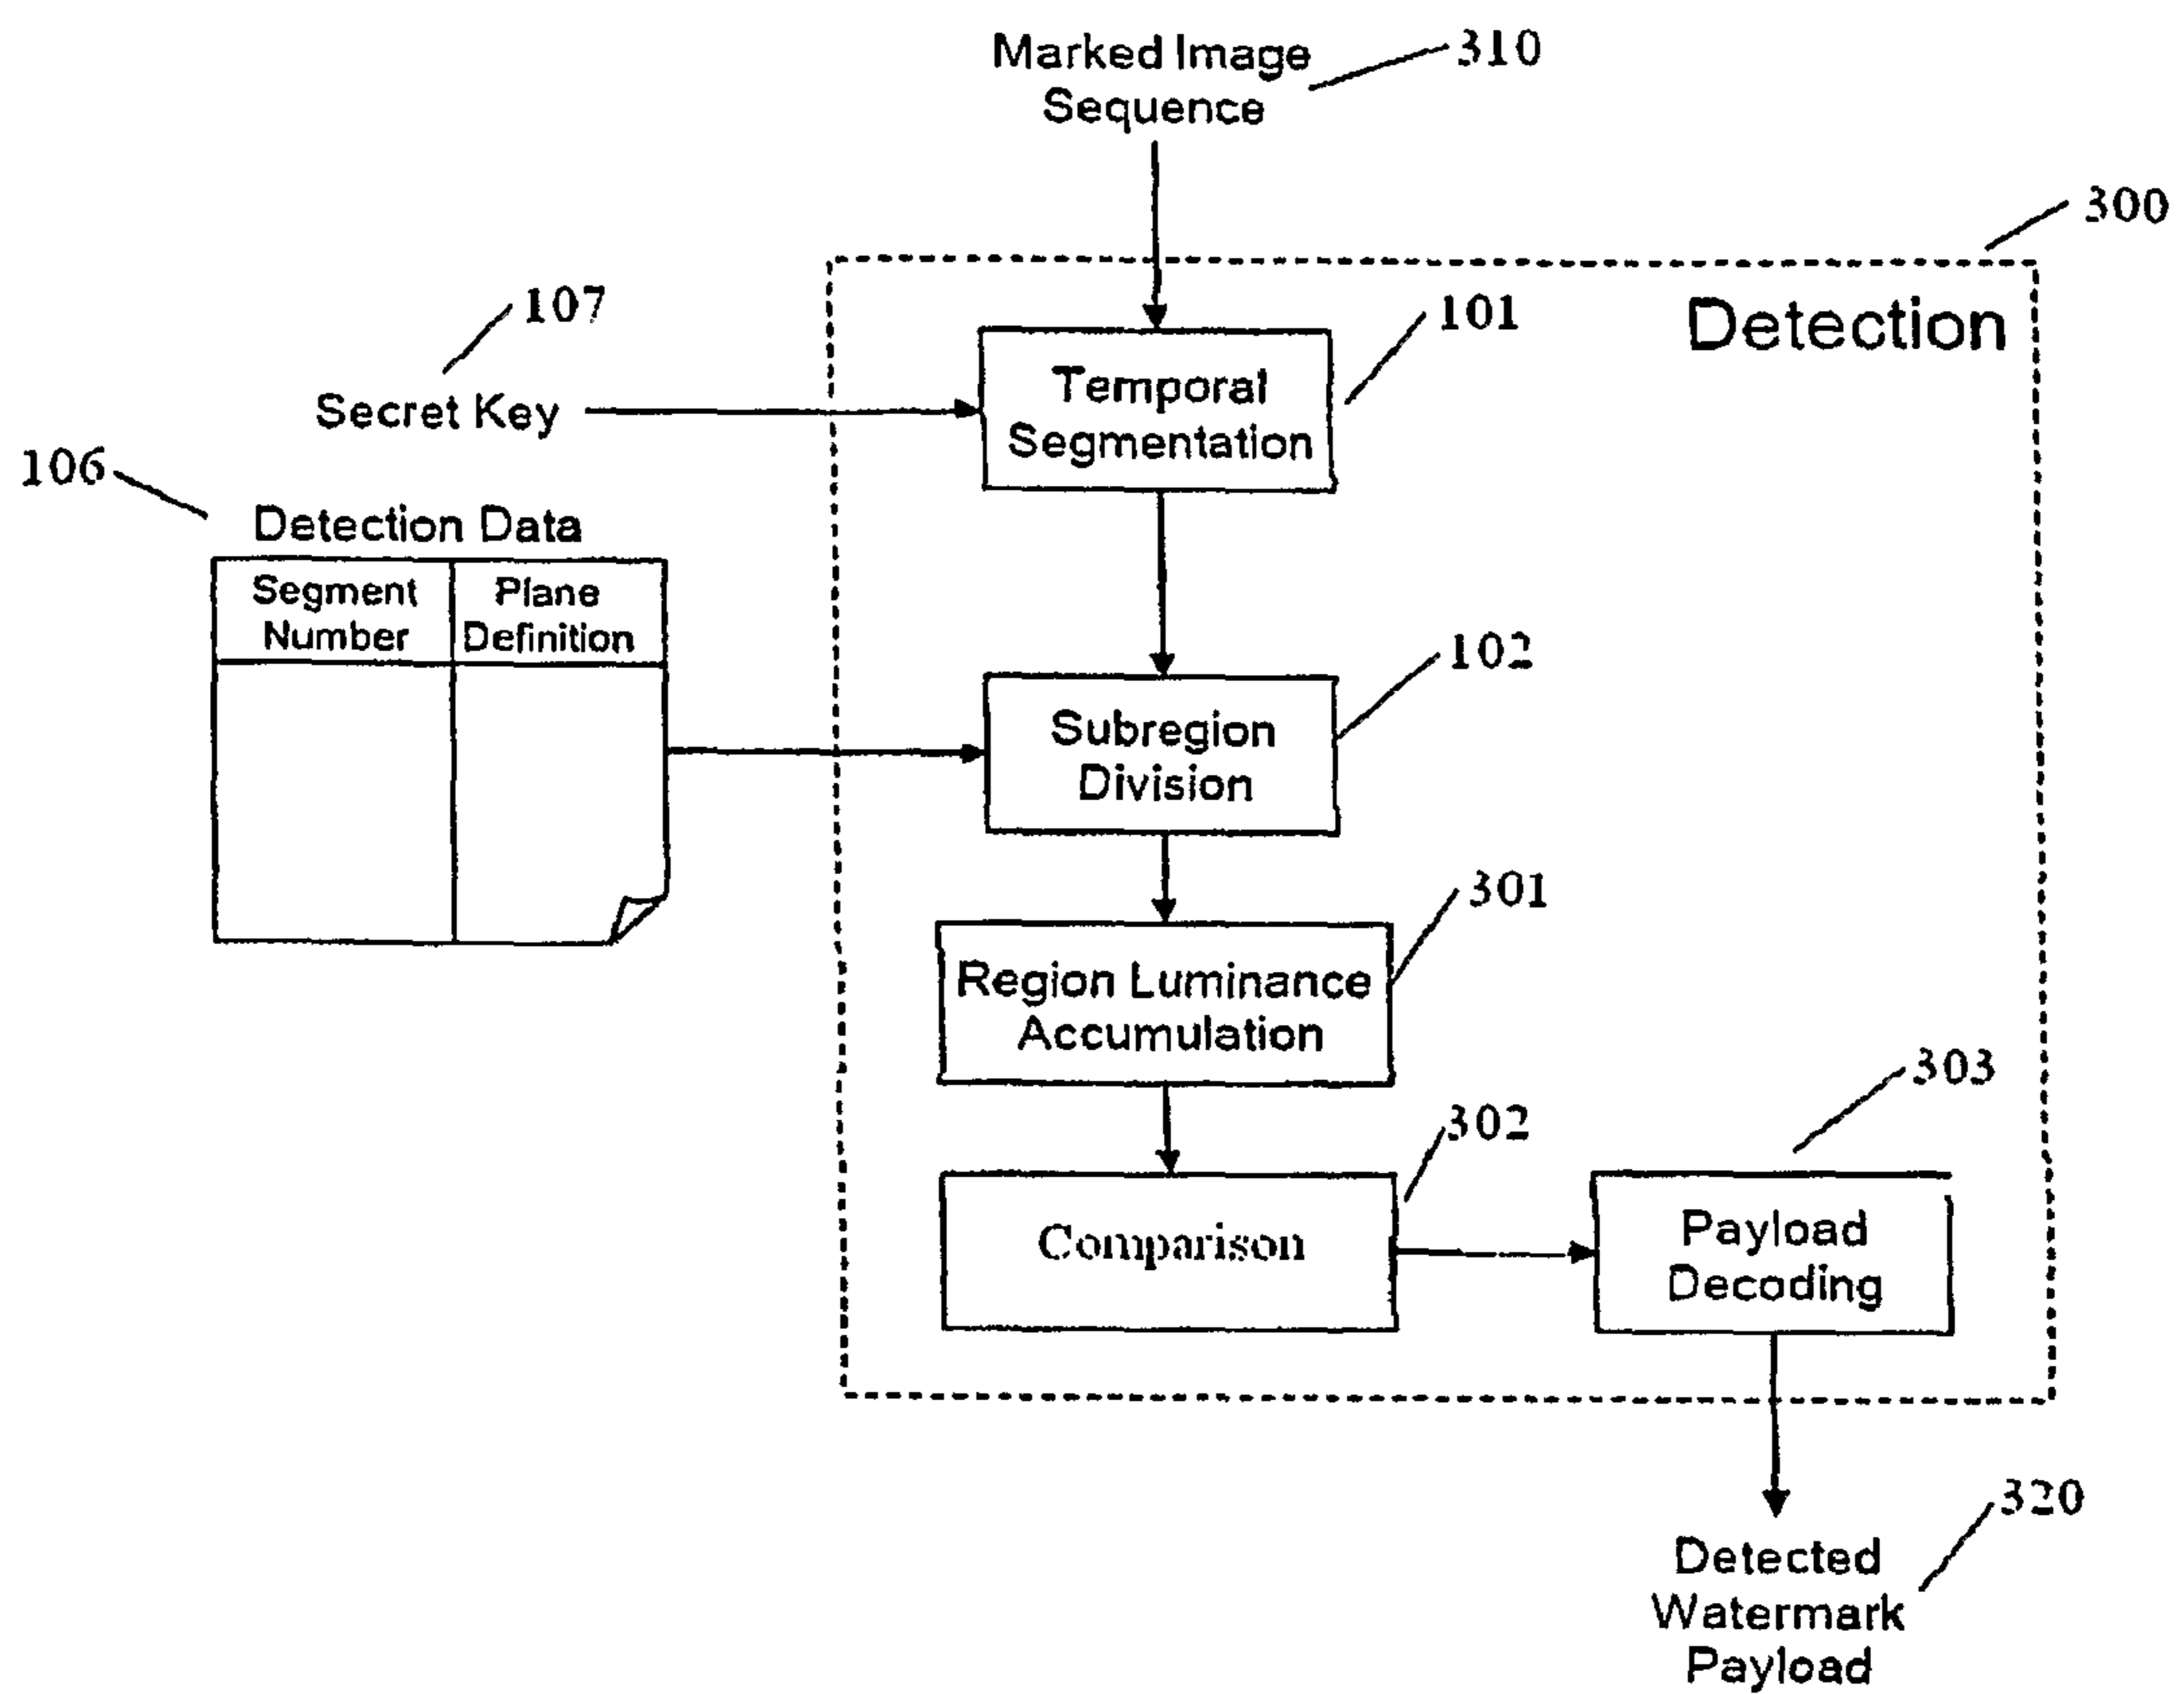 Marked Image
Sequence
310
300
Detection
107
Secret Key
101
Temporal
Segmentation
106
Detection Data
Segment
Number
Plane
Definition
102
Subregion
Division
301
Region Luminance
Accumulation
302
Comparison
303
Payload
Decoding
320
Detected
Watermark
Payload